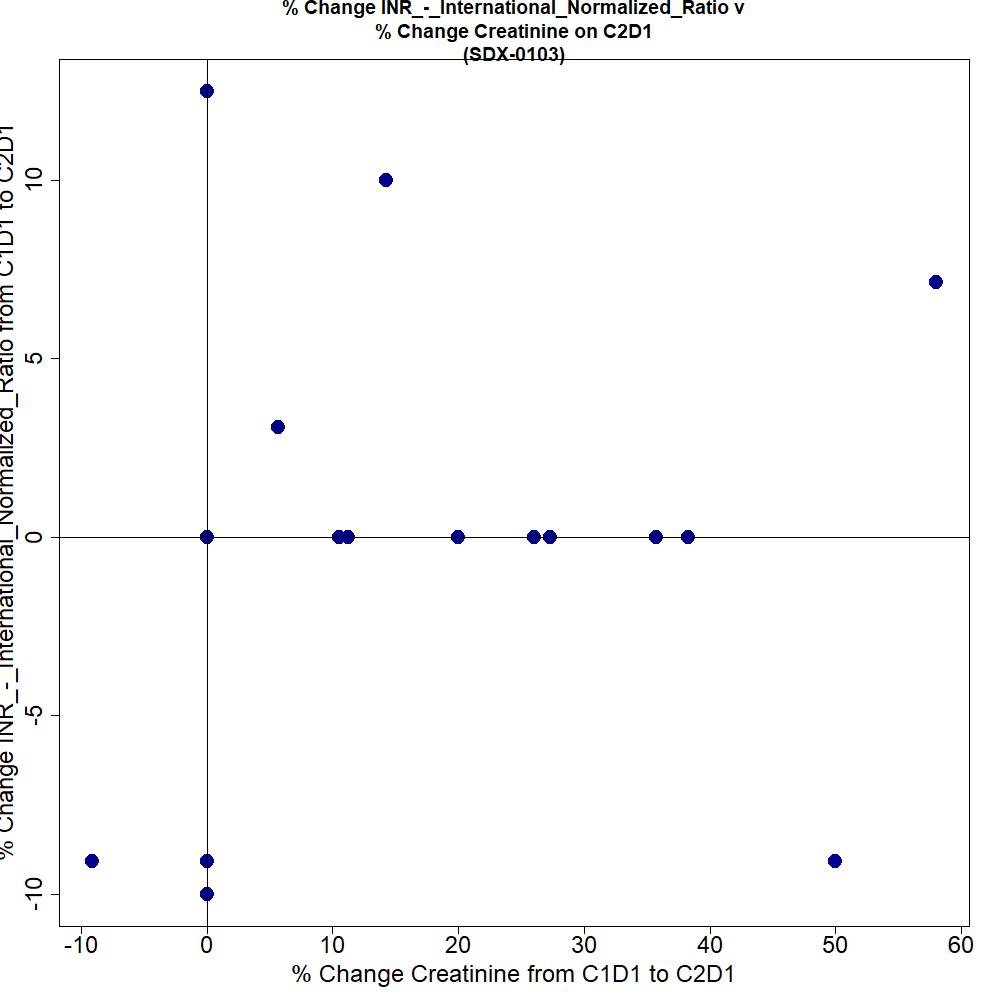 % Change INR_-_International_Normalized_Ratio v
% Change Creatinine on C2D1
(SDX-0103)
% Change INR_-_International_Normalized_Ratio from C1D1 to C2D1
10
5
0
-5
-10
-10 0 10 20 30 40 50 60
% Change Creatinine from C1D1 to C2D1